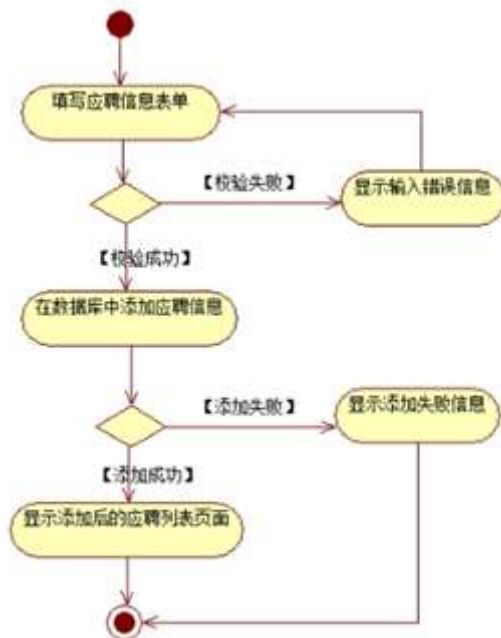 填写应聘信息表单
【校验失败】
显示输入错误信息
【校验成功】
在数据库中添加应聘信息
【添加失败】
显示添加失败信息
【添加成功】
显示添加后的应聘列表页面